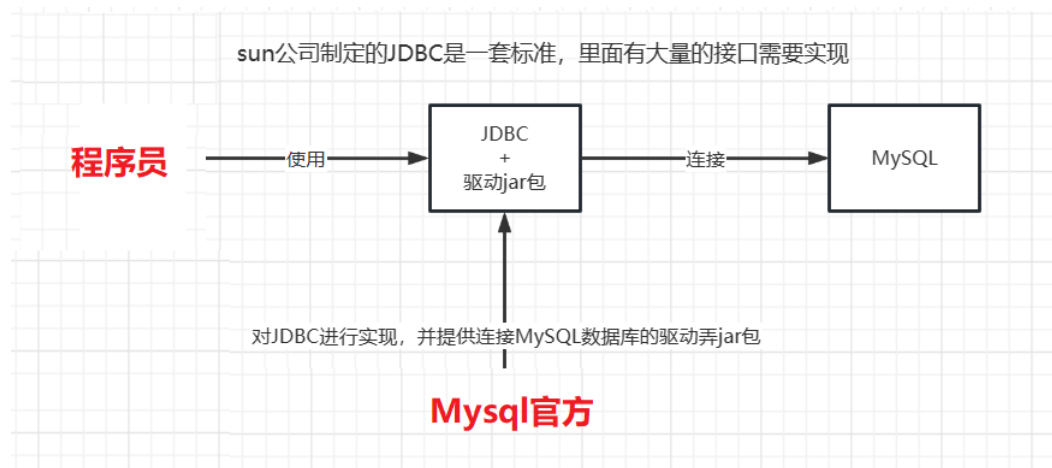 sun公司制定的JDBC是一套标准，里面有大量的接口需要实现
程序员
使用
JDBC
+
驱动jar包
连接
MySQL
对JDBC进行实现，并提供连接MySQL数据库的驱动弄jar包
Mysql官方